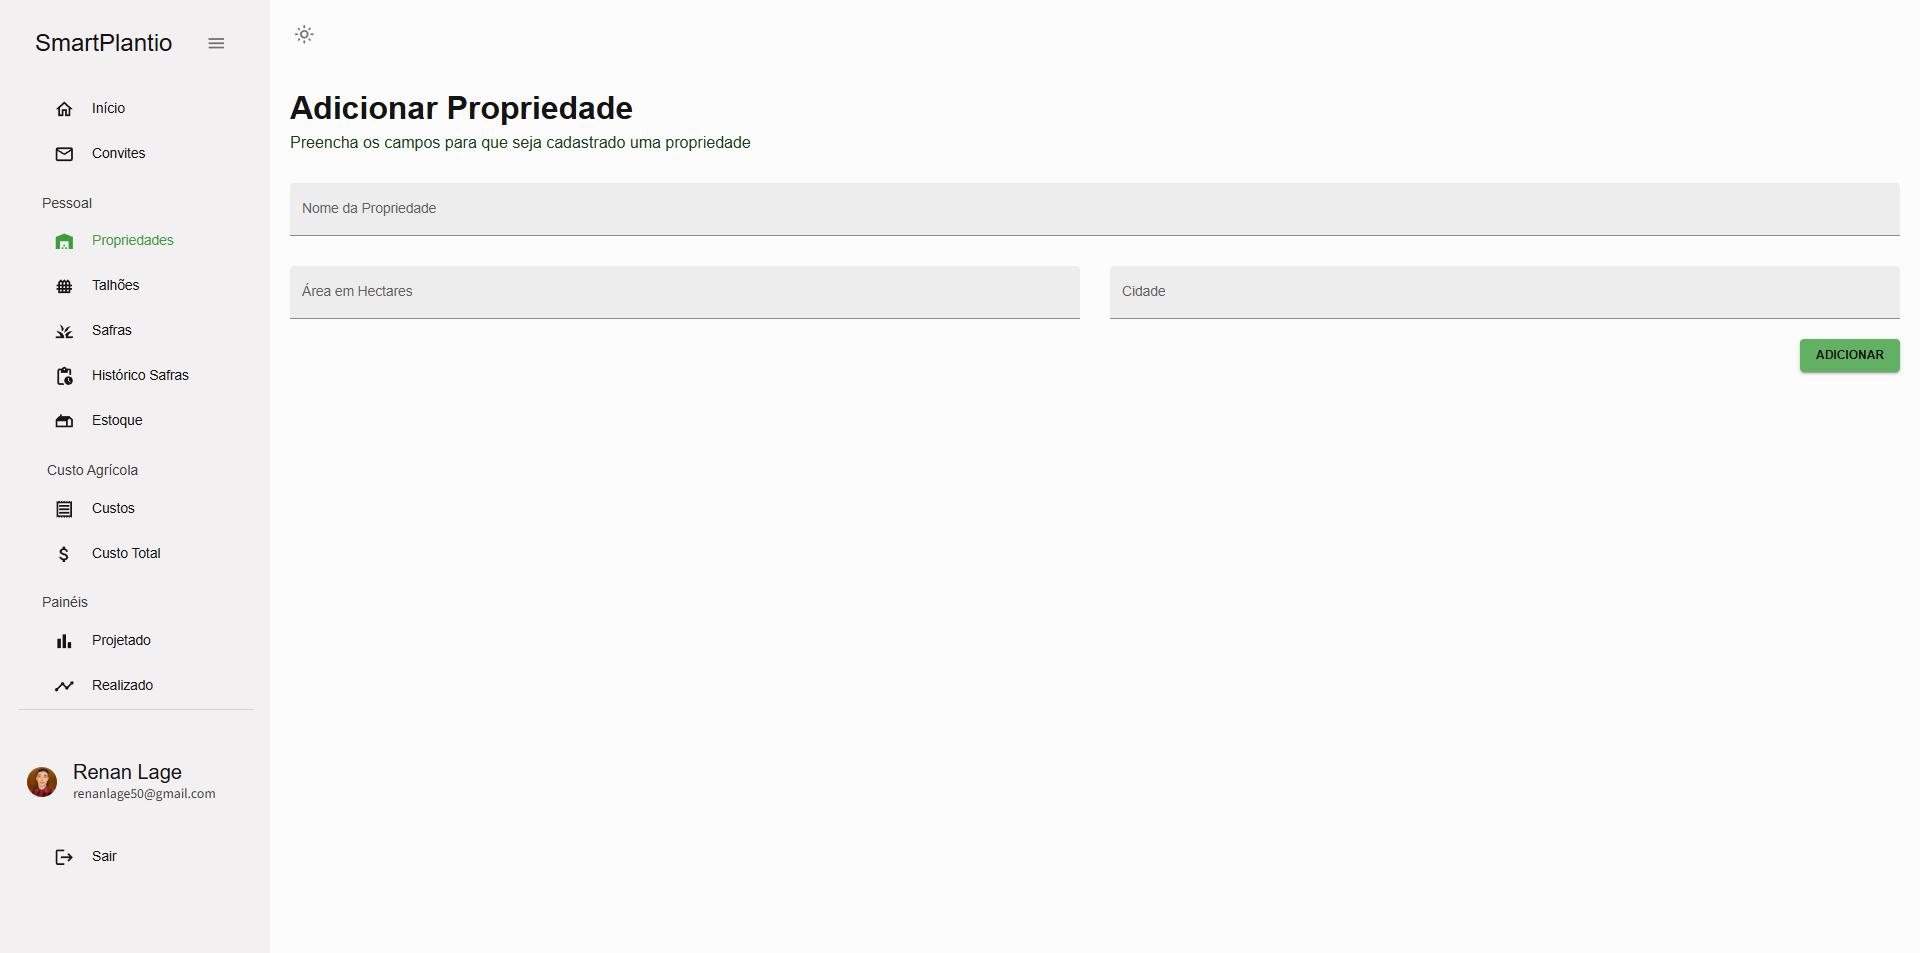 SmartPlantio
Início
Convites
Pessoal
Propriedades
Talhões
Safras
Histórico Safras
Estoque
Custo Agrícola
Custos
Custo Total
Painéis
Projetado
Realizado
Renan Lage
renanlage50@gmail.com
Sair
Adicionar Propriedade
Preencha os campos para que seja cadastrado uma propriedade
Nome da Propriedade
Área em Hectares
Cidade
ADICIONAR